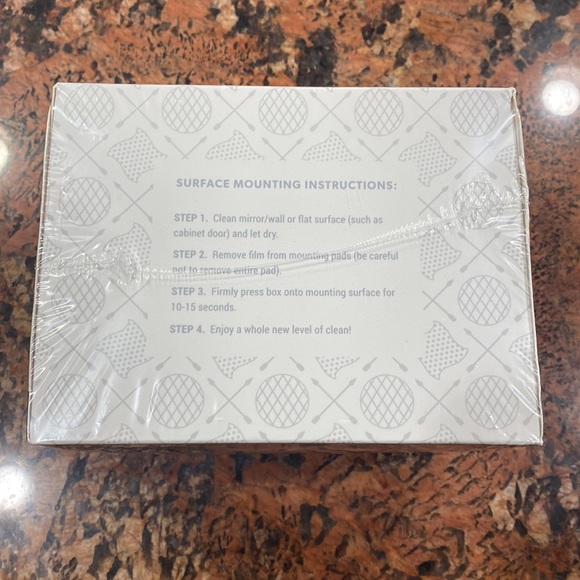 SURFACE MOUNTING INSTRUCTIONS:
STEP 1. Clean mirror/wall or flat surface (such as
cabinet door) and let dry.
STEP 2. Remove film from mounting pads (be careful
not to remove entire pad).
STEP 3. Firmly press box onto mounting surface for
10-15 seconds.
STEP 4. Enjoy a whole new level of clean!